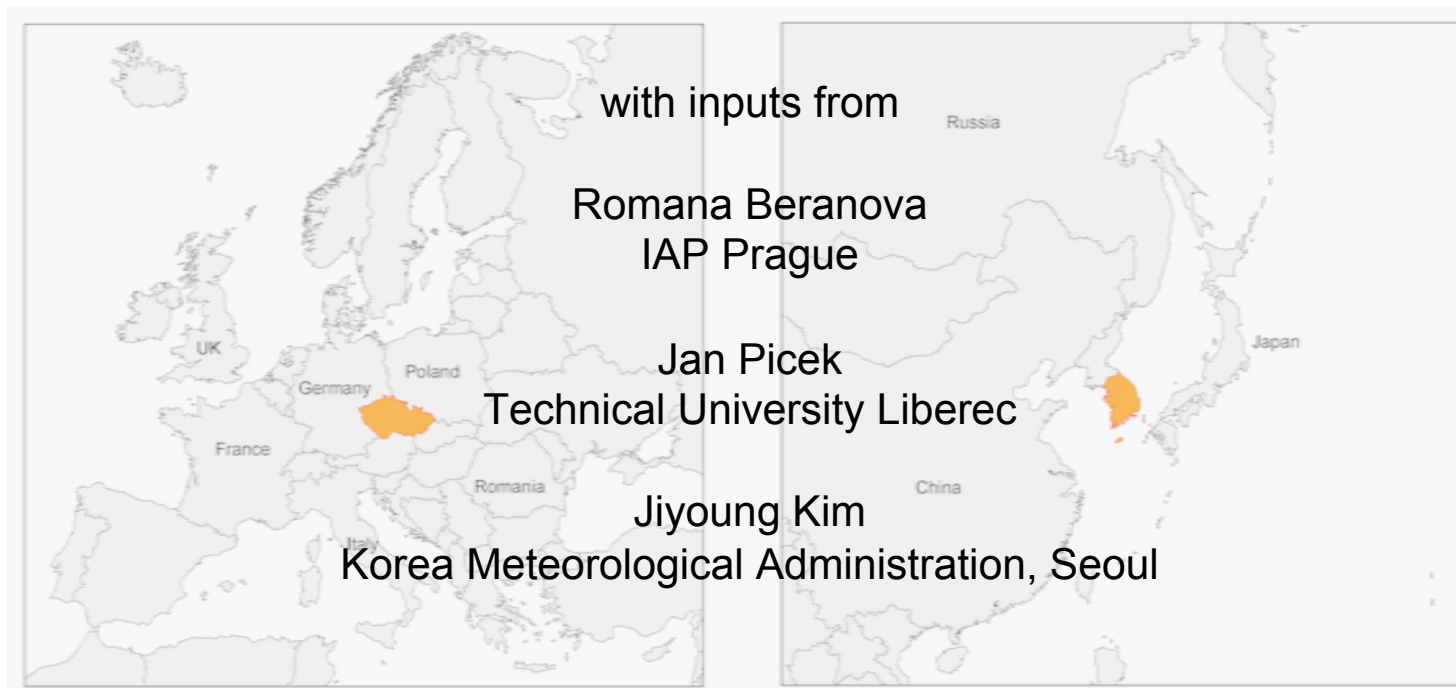 with inputs from
Romana Beranova
IAP Prague
Jan Picek
Technical University Liberec
Jiyoung Kim
Korea Meteorological Administration, Seoul
UK
Germany
Poland
France
Romania
Italy
Russia
Japan
China